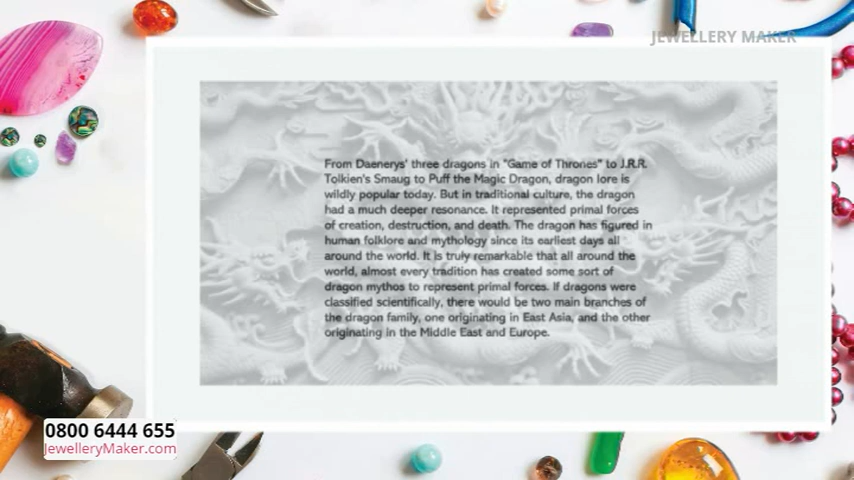 JEWELLERY MAKER
From Daenerys' three dragons in "Game of Thrones" to J.R.R.
Tolkien's Smaug to Puff the Magic Dragon, dragon lore is
wildly popular today. But in traditional culture, the dragon
had a much deeper resonance. It represented primal forces
of creation, destruction, and death. The dragon has figured in
human folklore and mythology since its earliest days all
around the world. It is truly remarkable that all around the
world, almost every tradition has created some sort of
dragon mythos to represent primal forces. If dragons were
classified scientifically, there would be two main branches of
the dragon family, one originating in East Asia, and the other
originating in the Middle East and Europe.
0800 6444 655
JewelleryMaker.com